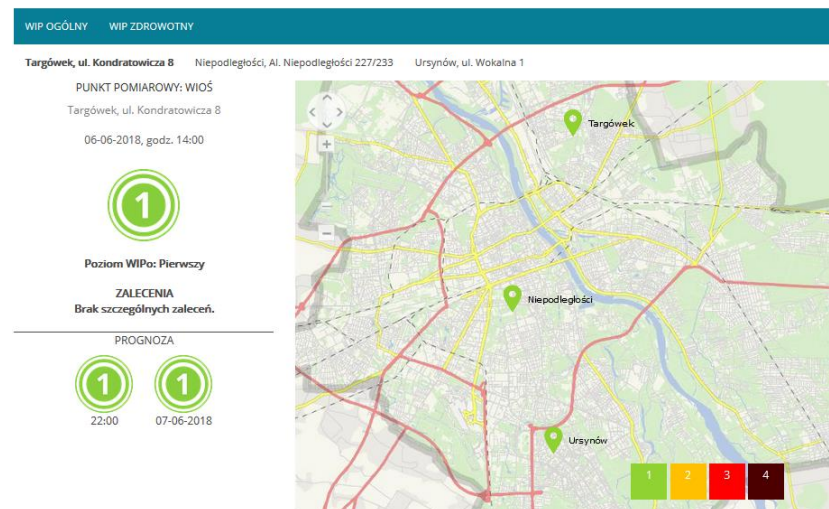 WIP OGÓLNY WIP ZDROWOTNY
Targówek, ul. Kondratowicza 8 Niepodległości, Al. Niepodległości 227/233 Ursynów, ul. Wokalna 1
PUNKT POMIAROWY: WIOŚ
Targówek, ul. Kondratowicza 8
06-06-2018, godz. 14:00
1
Poziom WIPo: Pierwszy
ZALECENIA
Brak szczególnych zaleceń.
PROGNOZA
1 1
22:00 07-06-2018
Targówek
Niepodległości
Ursynów
1 2 3 4